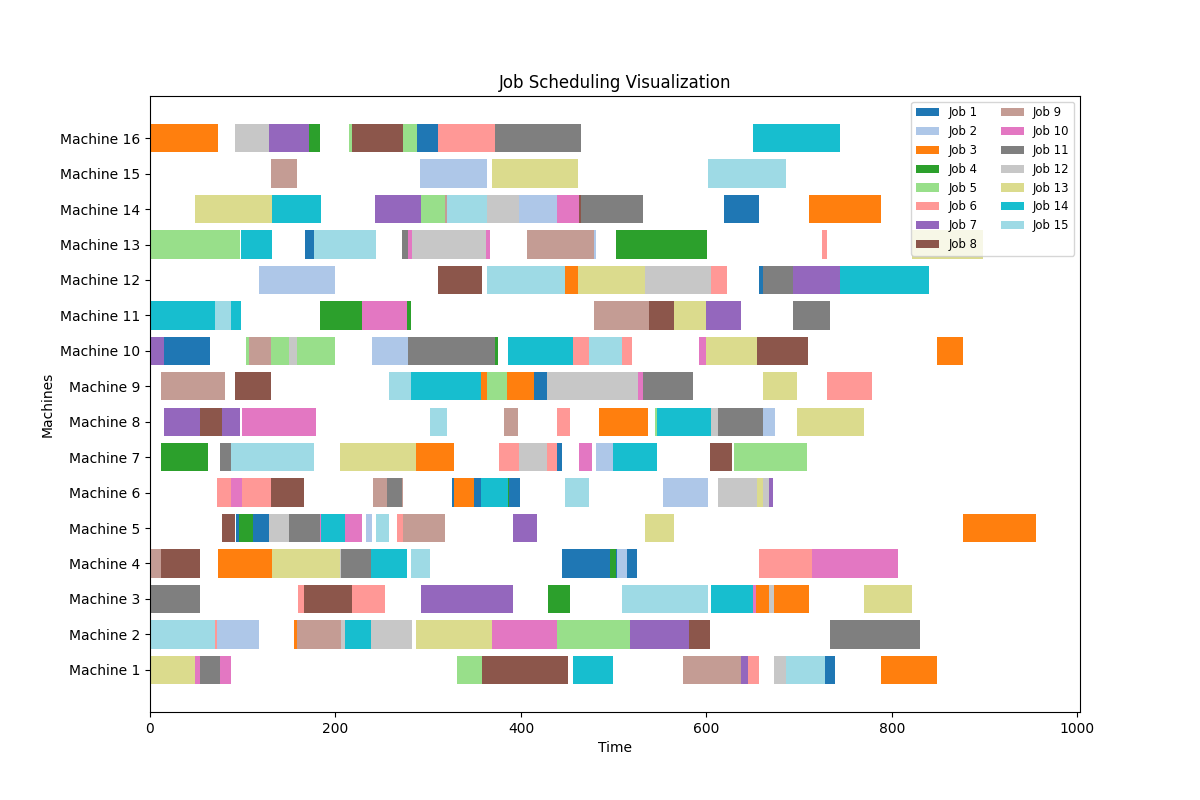 Job Scheduling Visualization
Machine 16
Machine 15
Machine 14
Machine 13
Machine 12
Machine 11
Machine 10
Machine 9
Machine 8
Machine 7
Machine 6
Machine 5
Machine 4
Machine 3
Machine 2
Machine 1
Machines
0 200 400 600 800 1000
Time
Job 1
Job 2
Job 3
Job 4
Job 5
Job 6
Job 7
Job 8
Job 9
Job 10
Job 11
Job 12
Job 13
Job 14
Job 15